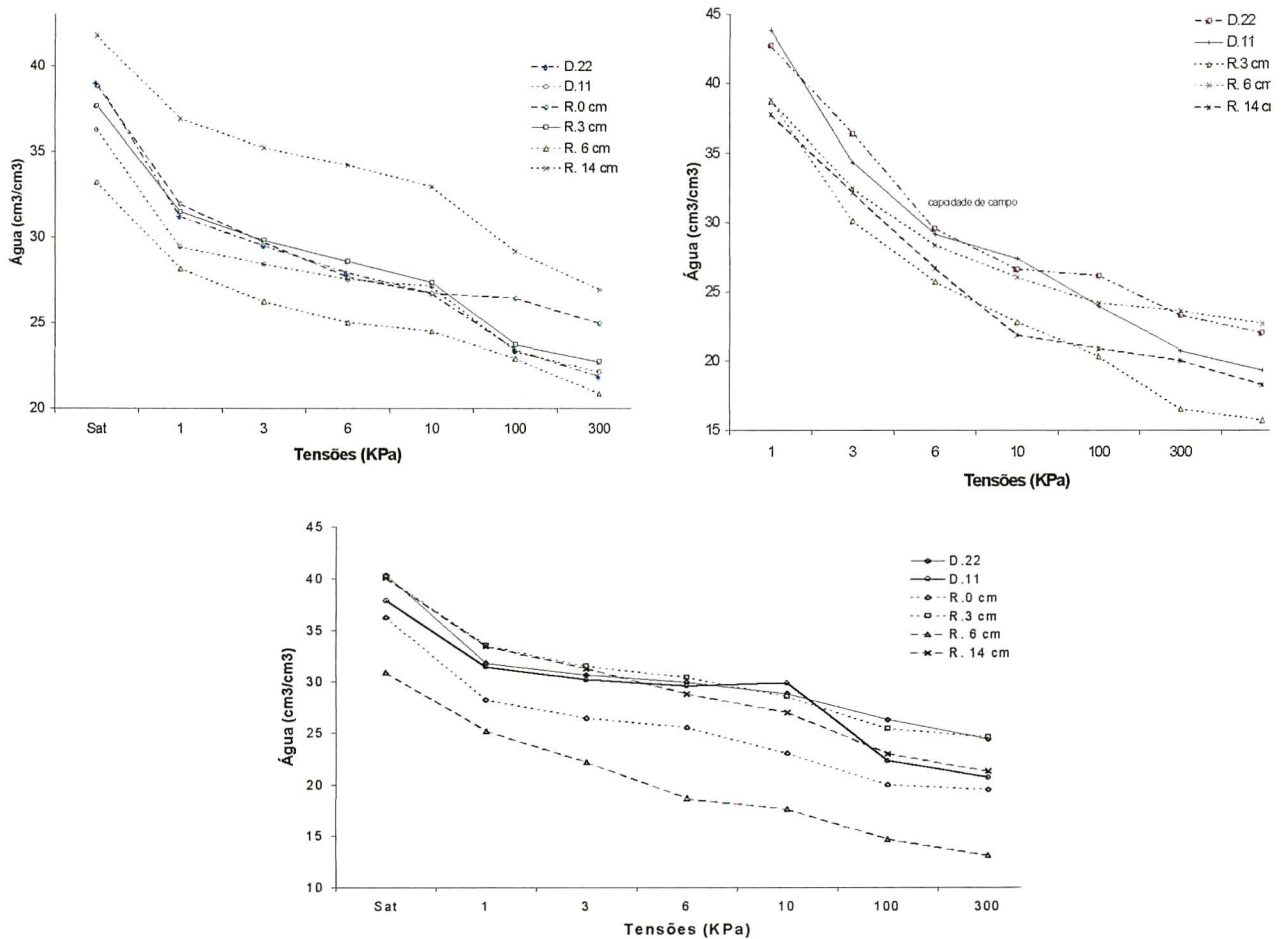 40
35
30
25
20
Água (cm3/cm3)
Sat 1 3 6 10 100 300
Tensões (KPa)
D.22
D.11
R.0 cm
R.3 cm
R. 6 cm
R. 14 cm
45
40
35
30
25
20
15
Água (cm3/cm3)
capacidade de campo
1 3 6 10 100 300
Tensões (KPa)
D.22
D.11
R.3 cm
R. 6 cm
R. 14 c
45
40
35
30
25
20
15
10
Água (cm3/cm3)
Sat 1 3 6 10 100 300
Tensões (KPa)
D.22
D.11
R.0 cm
R.3 cm
R. 6 cm
R. 14 cm